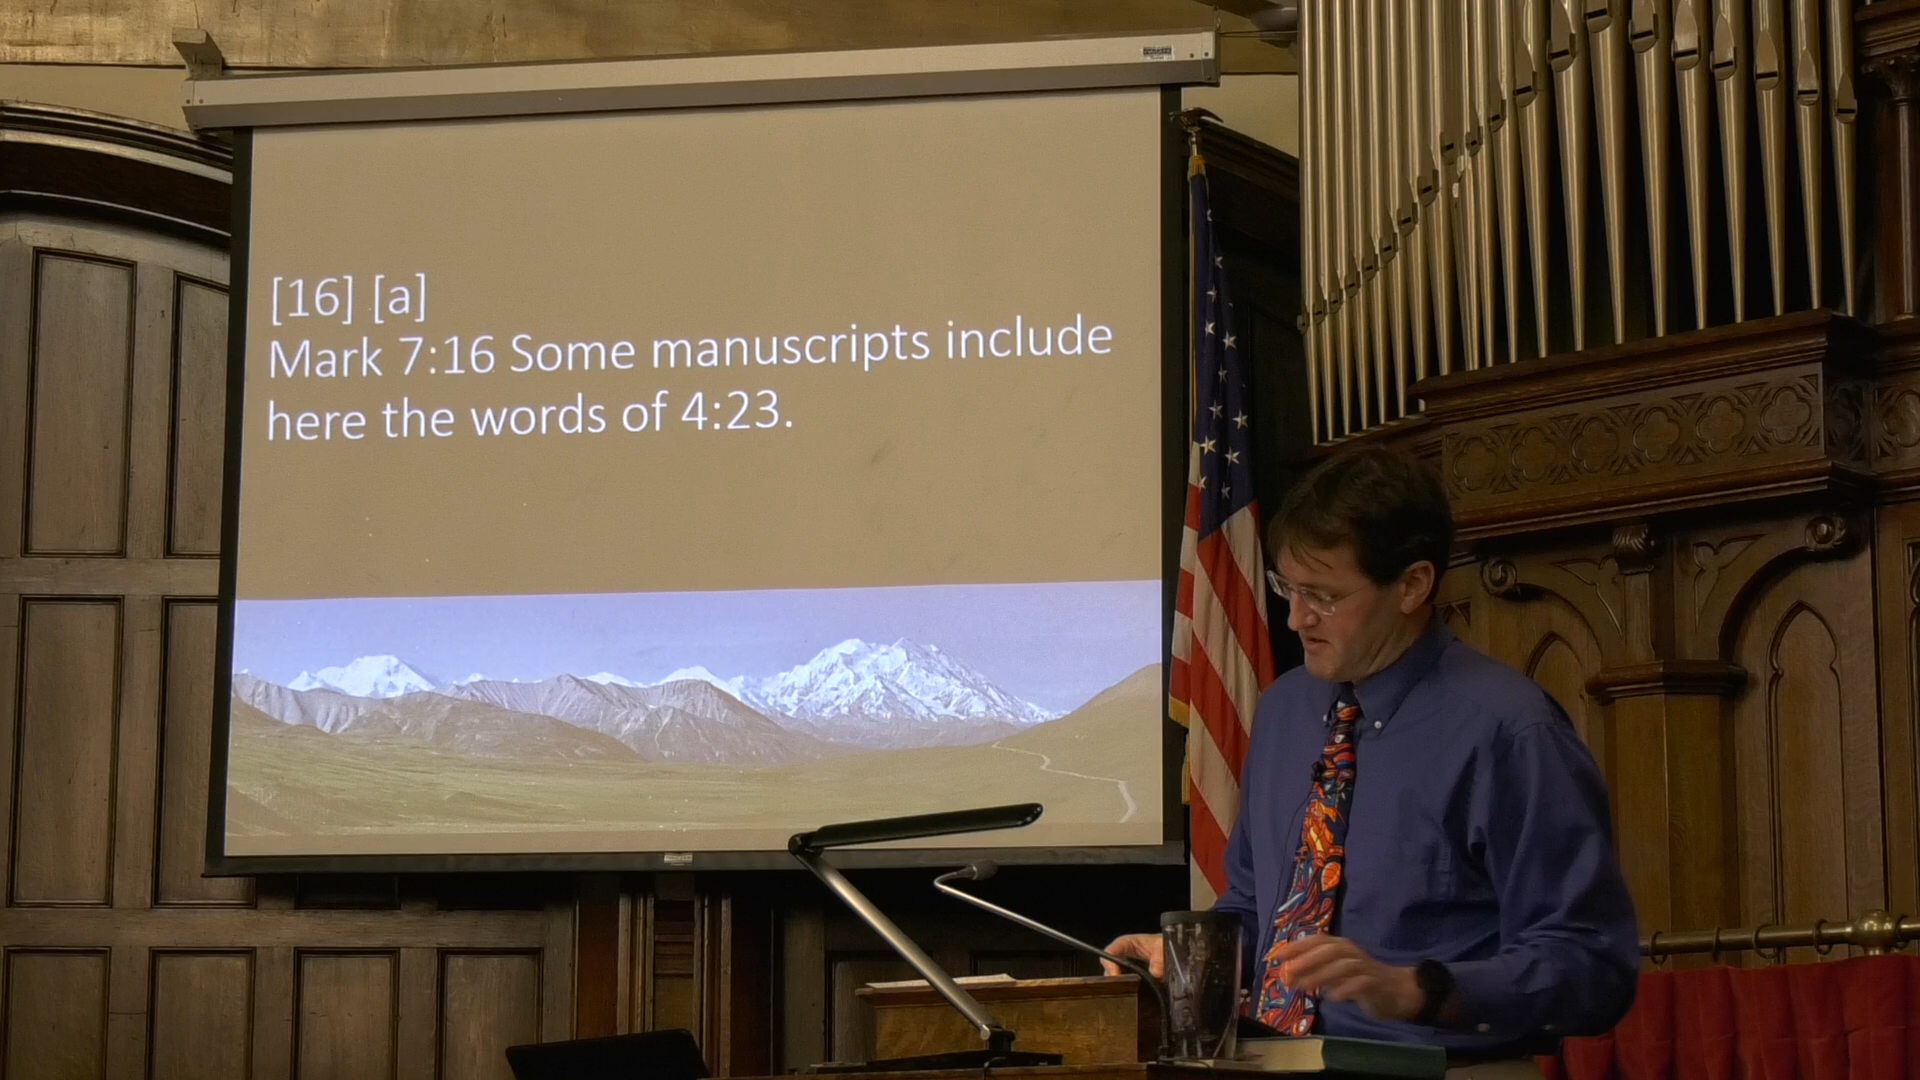 [16] [a]
Mark 7:16 Some manuscripts include
here the words of 4:23.